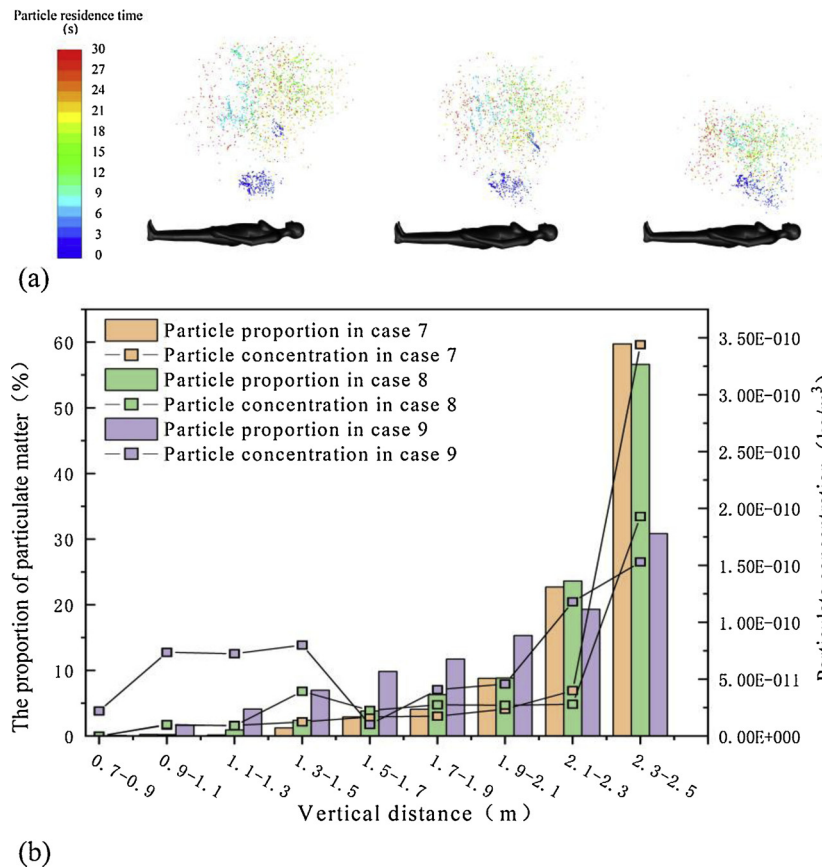 Particle residence time
(s)
30
27
24
21
18
15
12
9
6
3
0
(a)
The proportion of particulate matter (%)
60
50
40
30
20
10
0
Particle proportion in case 7
Particle concentration in case 7
Particle proportion in case 8
Particle concentration in case 8
Particle proportion in case 9
Particle concentration in case 9
3.50E-010
3.00E-010
2.50E-010
2.00E-010
1.50E-010
1.00E-010
5.00E-011
0.00E+000
0.7-0.9
0.9-1.1
1.1-1.3
1.3-1.5
1.5-1.7
1.7-1.9
1.9-2.1
2.1-2.3
2.3-2.5
Vertical distance (m)
(b)